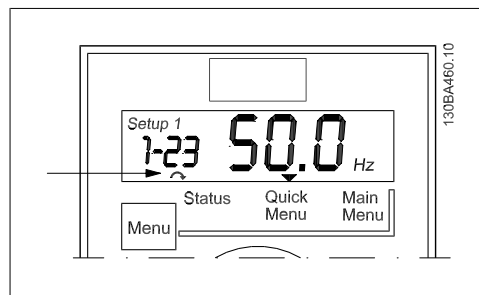 Setup 1
1-23 50.0 Hz
Status Quick Menu Main Menu
Menu
130BA460.10